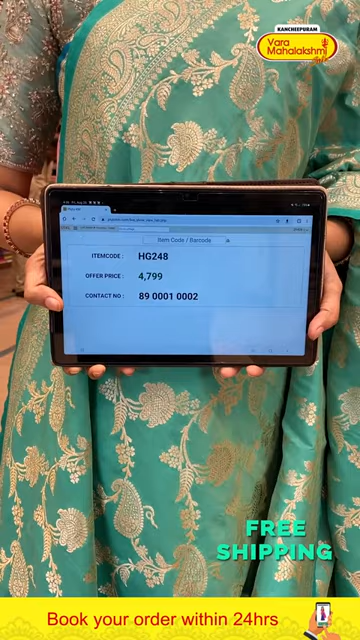 KANCHEEPURAM
Vara
Mahalakshmi
Item Code / Barcode
ITEMCODE : HG248
OFFER PRICE : 4,799
CONTACT NO : 89 0001 0002
FREE
SHIPPING
Book your order within 24hrs